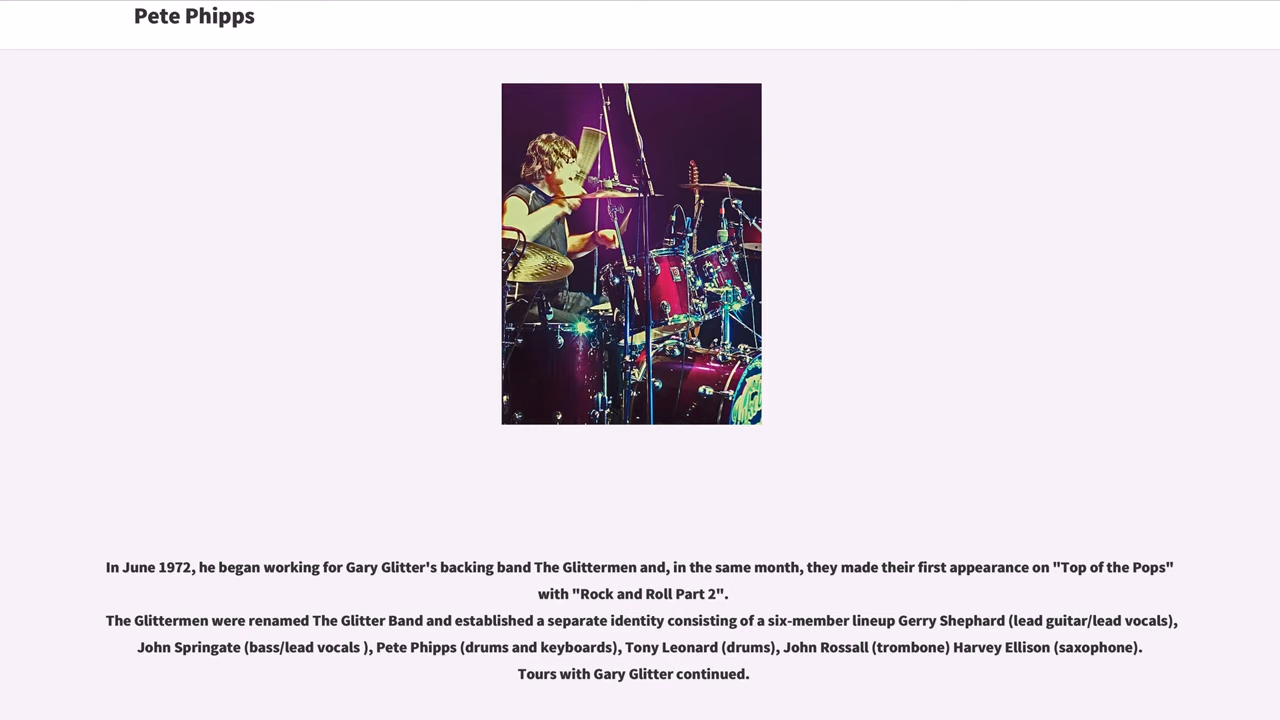 Pete Phipps
In June 1972, he began working for Gary Glitter's backing band The Glittermen and, in the same month, they made their first appearance on "Top of the Pops"
with "Rock and Roll Part 2".
The Glittermen were renamed The Glitter Band and established a separate identity consisting of a six-member lineup Gerry Shephard (lead guitar/lead vocals),
John Springate (bass/lead vocals ), Pete Phipps (drums and keyboards), Tony Leonard (drums), John Rossall (trombone) Harvey Ellison (saxophone).
Tours with Gary Glitter continued.